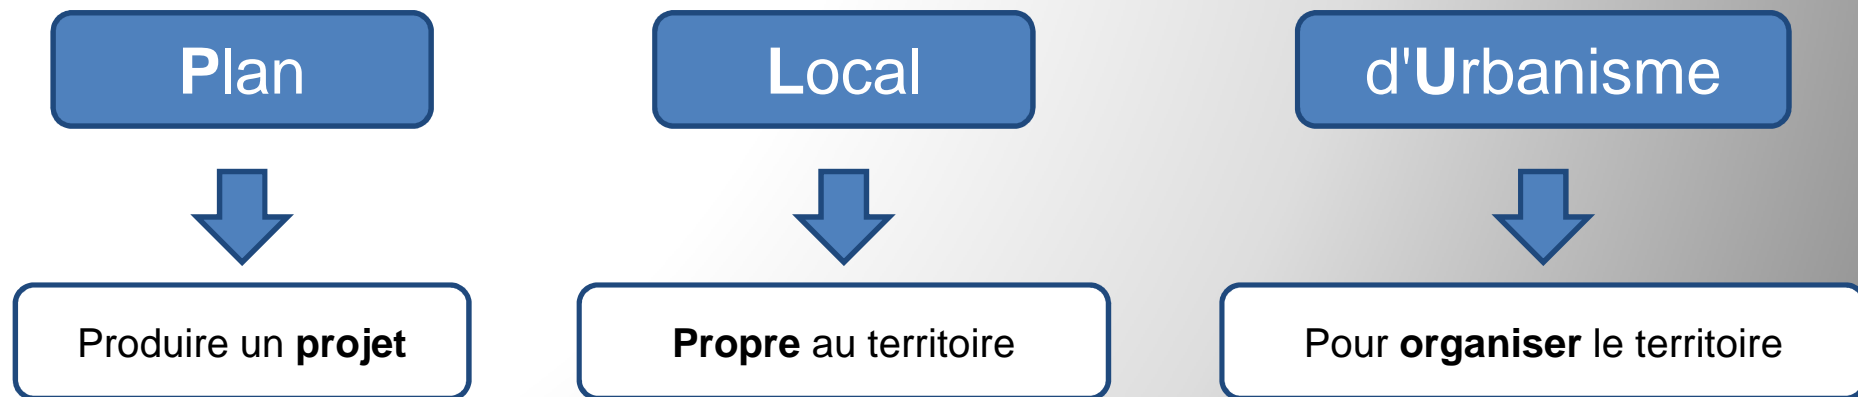 Plan
Local
d'Urbanisme
Produire un projet
Propre au territoire
Pour organiser le territoire